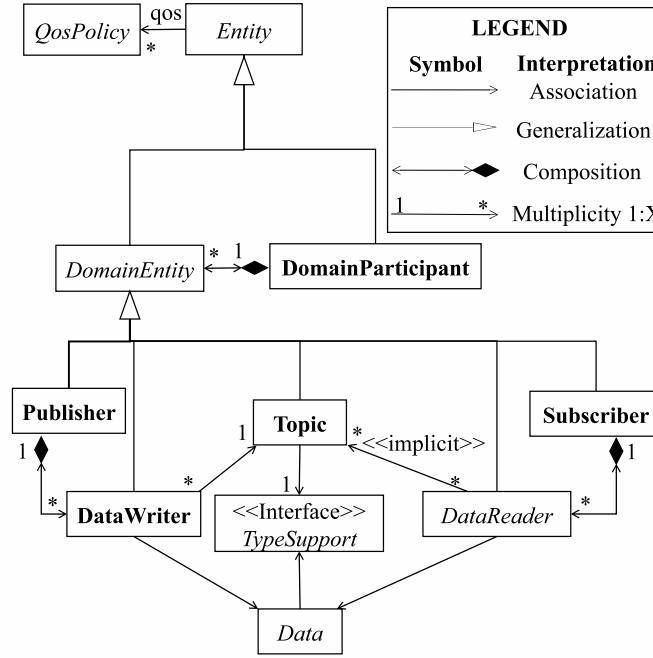 qos
QosPolicy
*
Entity
LEGEND
Symbol Interpretation
Association
Generalization
Composition
1 * Multiplicity 1:X
DomainEntity
* 1
DomainParticipant
Publisher
1
*
Topic
1 *
<<implicit>>
Subscriber
1
*
DataWriter
*
1
<<Interface>>
TypeSupport
DataReader
*
Data